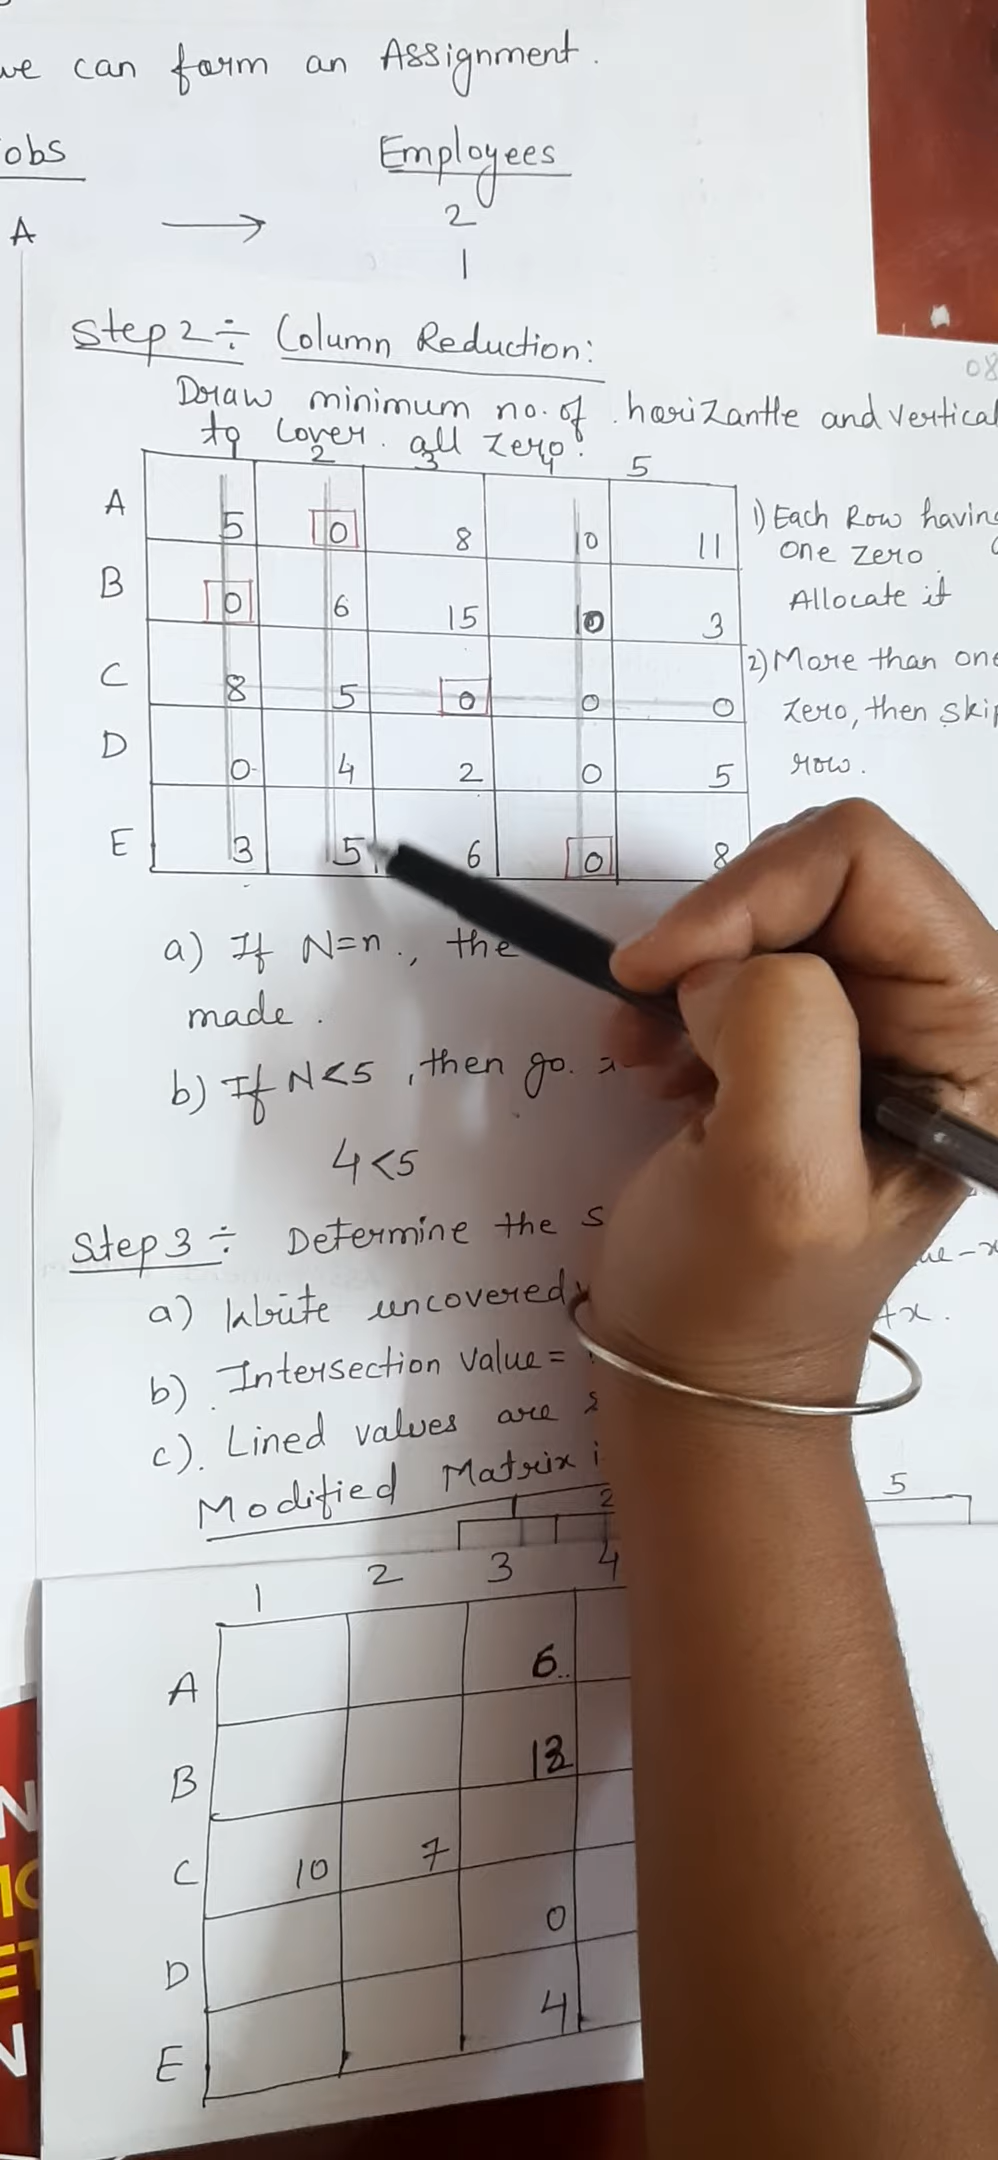 we can form an Assignment.
obs
Employees
A → 2
1
Step 2 ÷ Column Reduction:
08
Draw minimum no. of horizantle and vertical
to cover all zero.
2 3 4 5
A 5 0 8 10 11
B 0 6 15 10 3
C 8 5 0 0 0
D 0 4 2 0 5
E 3 5 6 0 8
1) Each Row having
one zero
Allocate it
2) More than one
zero, then skip
row.
a) If N=n., the
made.
b) If N<5, then go.
4<5
Step 3 ÷ Determine the S
a) Write uncovered
+x.
b). Intersection Value =
c). Lined values are
Modified Matrix i
2 5
1 2 3 4
A 6
B 13
C 10 7
D 0
E 4